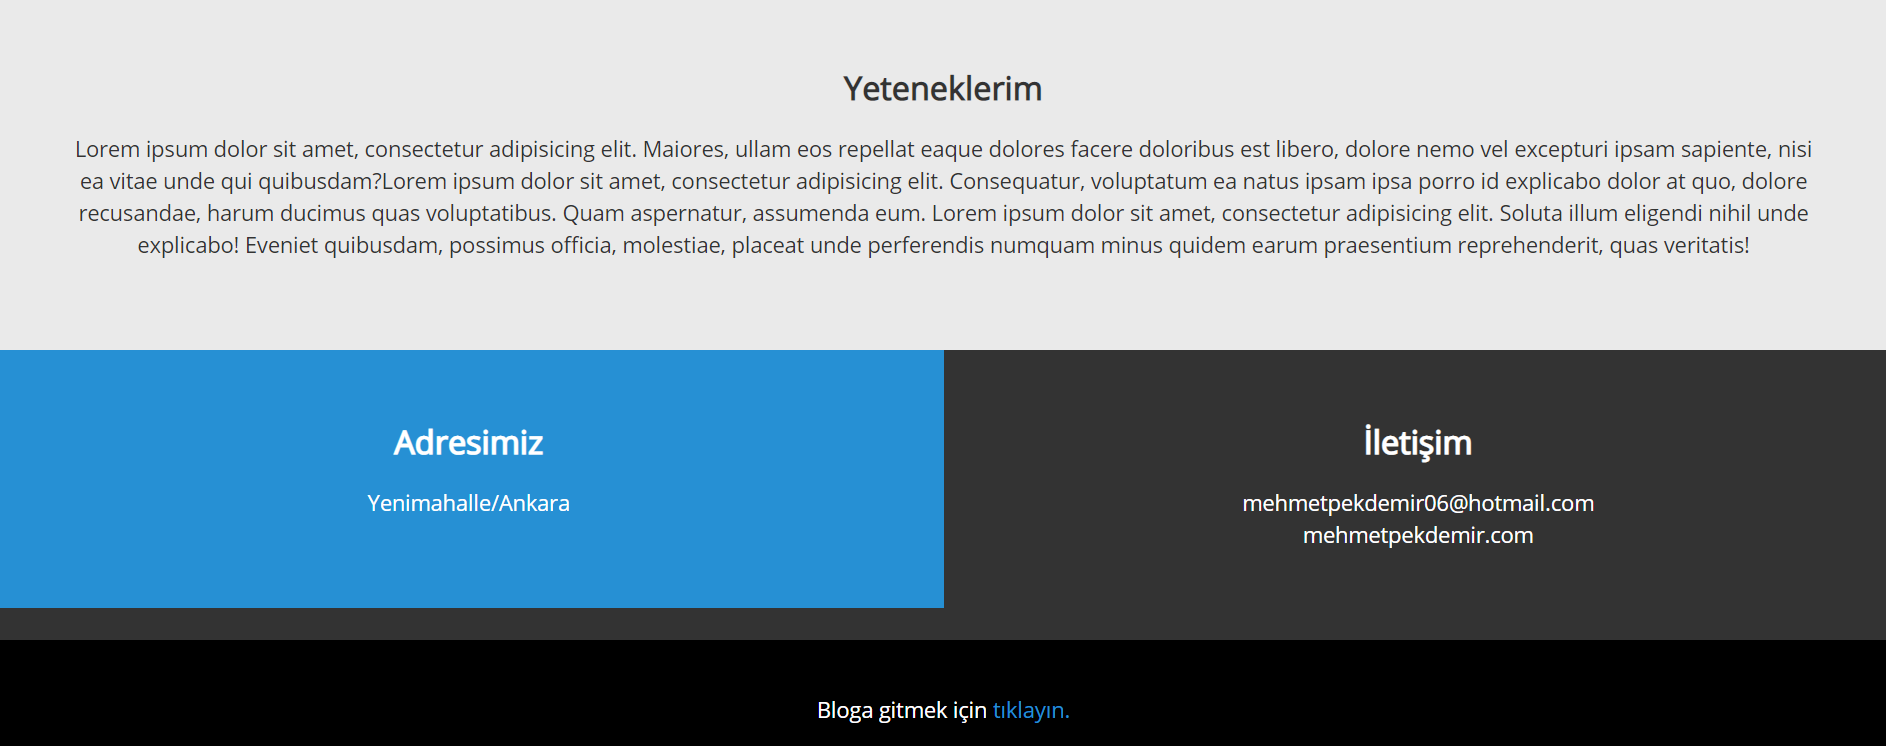 Yeteneklerim
Lorem ipsum dolor sit amet, consectetur adipisicing elit. Maiores, ullam eos repellat eaque dolores facere doloribus est libero, dolore nemo vel excepturi ipsam sapiente, nisi
ea vitae unde qui quibusdam?Lorem ipsum dolor sit amet, consectetur adipisicing elit. Consequatur, voluptatum ea natus ipsam ipsa porro id explicabo dolor at quo, dolore
recusandae, harum ducimus quas voluptatibus. Quam aspernatur, assumenda eum. Lorem ipsum dolor sit amet, consectetur adipisicing elit. Soluta illum eligendi nihil unde
explicabo! Eveniet quibusdam, possimus officia, molestiae, placeat unde perferendis numquam minus quidem earum praesentium reprehenderit, quas veritatis!
Adresimiz
Yenimahalle/Ankara
İletişim
mehmetpekdemir06@hotmail.com
mehmetpekdemir.com
Bloga gitmek için tıklayın.